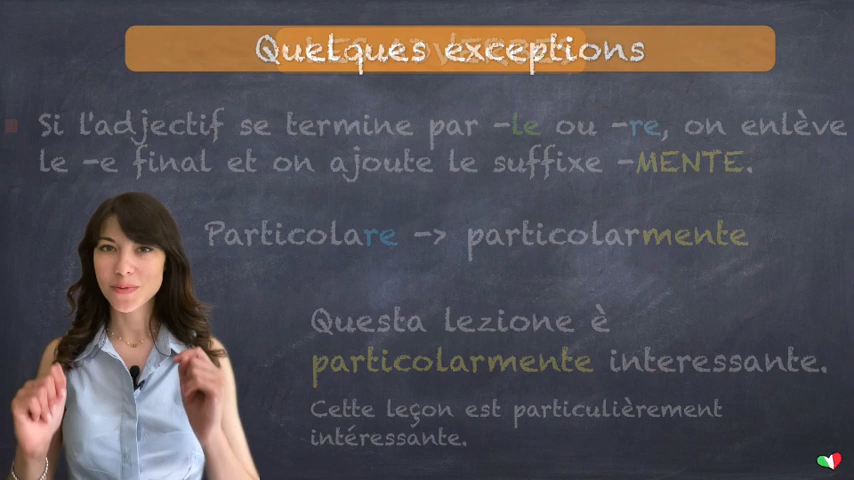 Quelques exceptions
Si l'adjectif se termine par -le ou -re, on enlève
le -e final et on ajoute le suffixe -MENTE.
Particolare -> particolarmente
Questa lezione è
particolarmente interessante.
Cette leçon est particulièrement
intéressante.